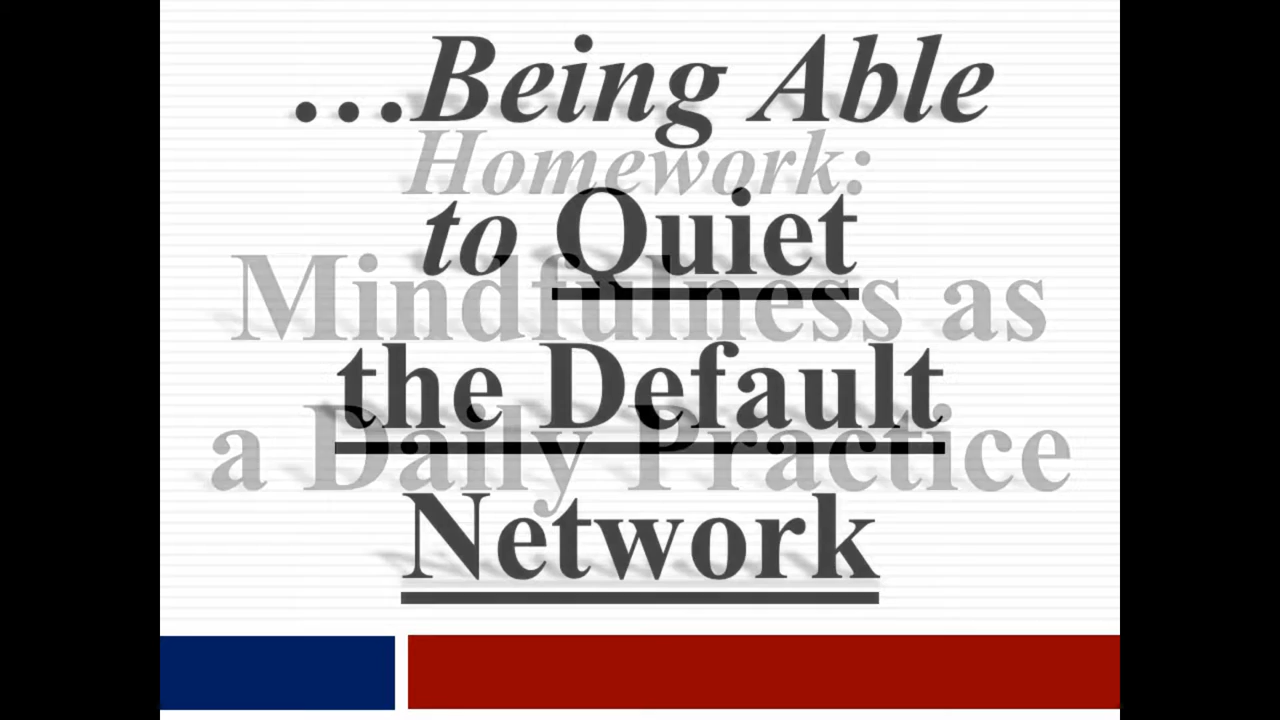 …Being Able
Homework:
to Quiet
Mindfulness as
the Default
a Daily Practice
Network